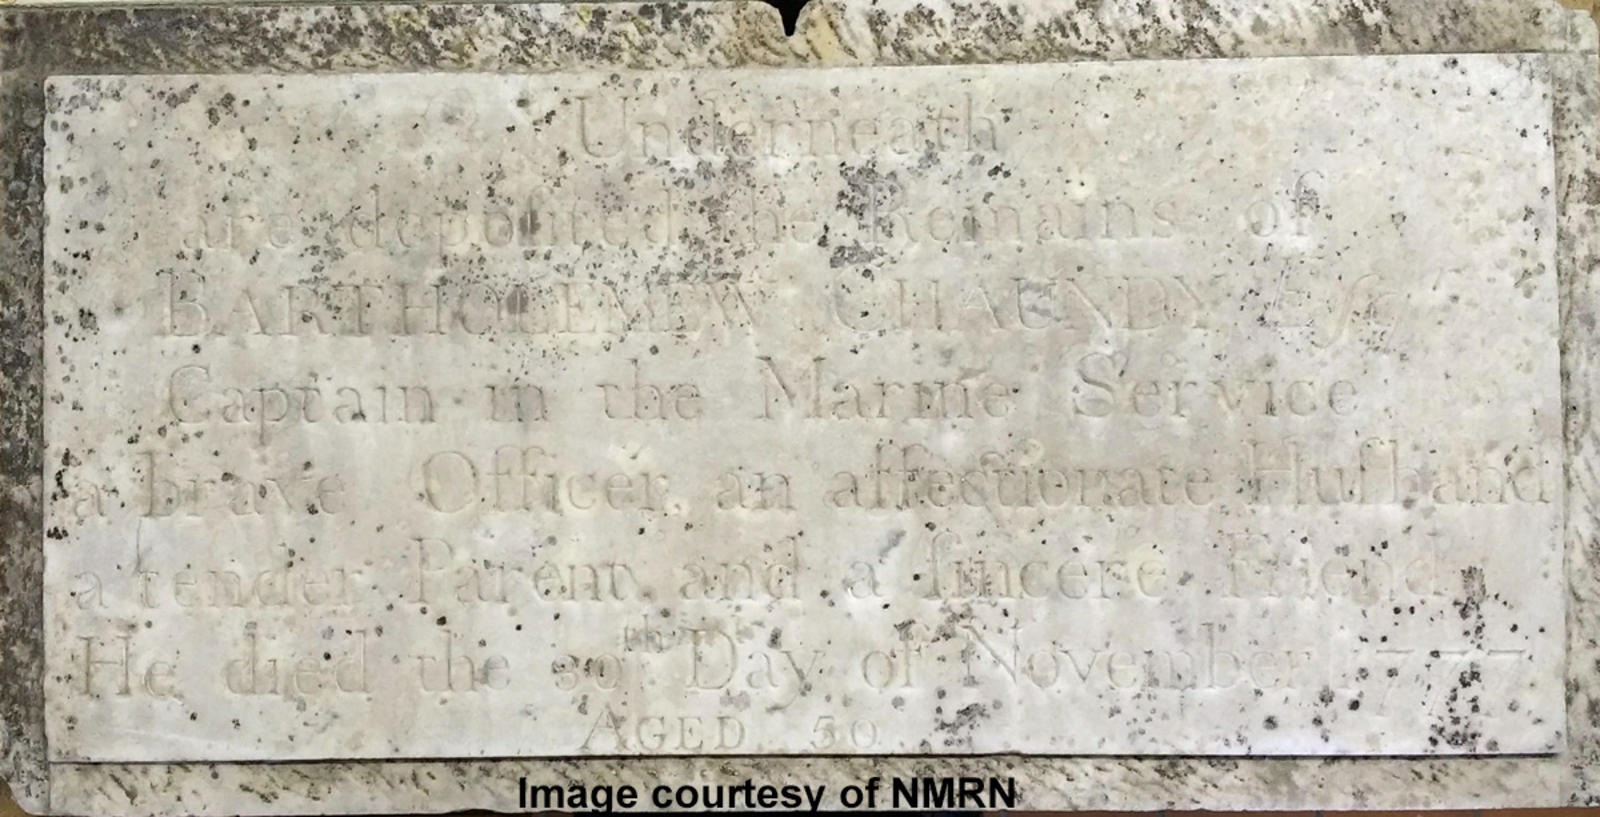 Underneath
are depoſited the Remains of
BARTHOLEMEW CHAUNDY Eſqr
Captain in the Marine Service
a brave Officer, an affectionate Huſband
a tender Parent, and a ſincere Friend
He died the 30th Day of November 1777
AGED 50
Image courtesy of NMRN